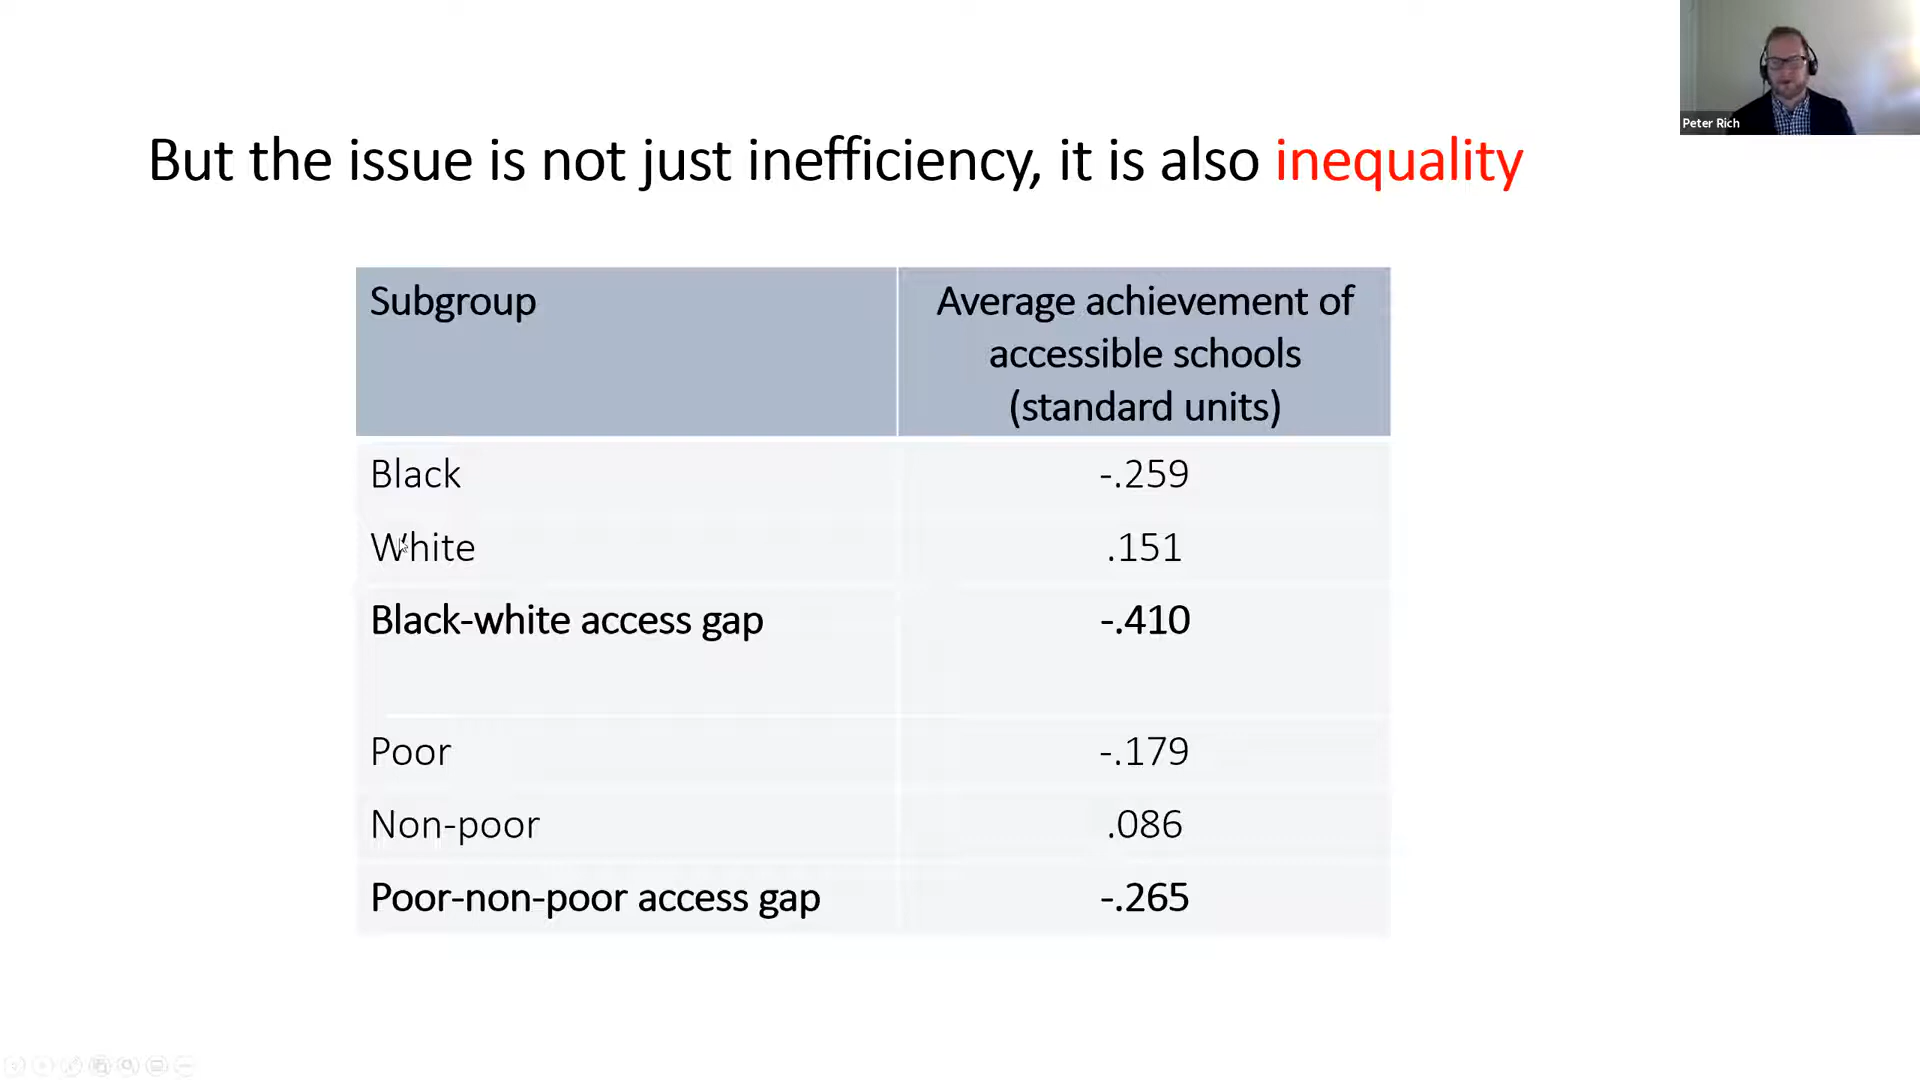 Peter Rich
But the issue is not just inefficiency, it is also inequality
Subgroup
Average achievement of
accessible schools
(standard units)
Black
-.259
White
.151
Black-white access gap
-.410
Poor
-.179
Non-poor
.086
Poor-non-poor access gap
-.265